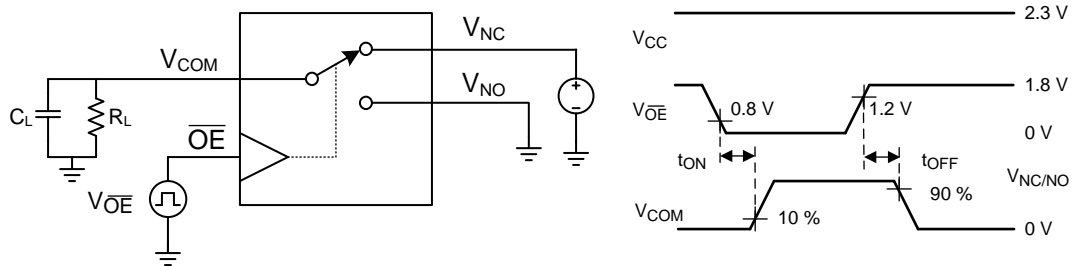 V_COM
C_L
R_L
V_NC
V_NO
+
-
OE̅
V_OE̅
V_CC
2.3 V
V_OE̅
0.8 V
1.2 V
1.8 V
0 V
t_ON
t_OFF
V_NC/NO
V_COM
10 %
90 %
0 V